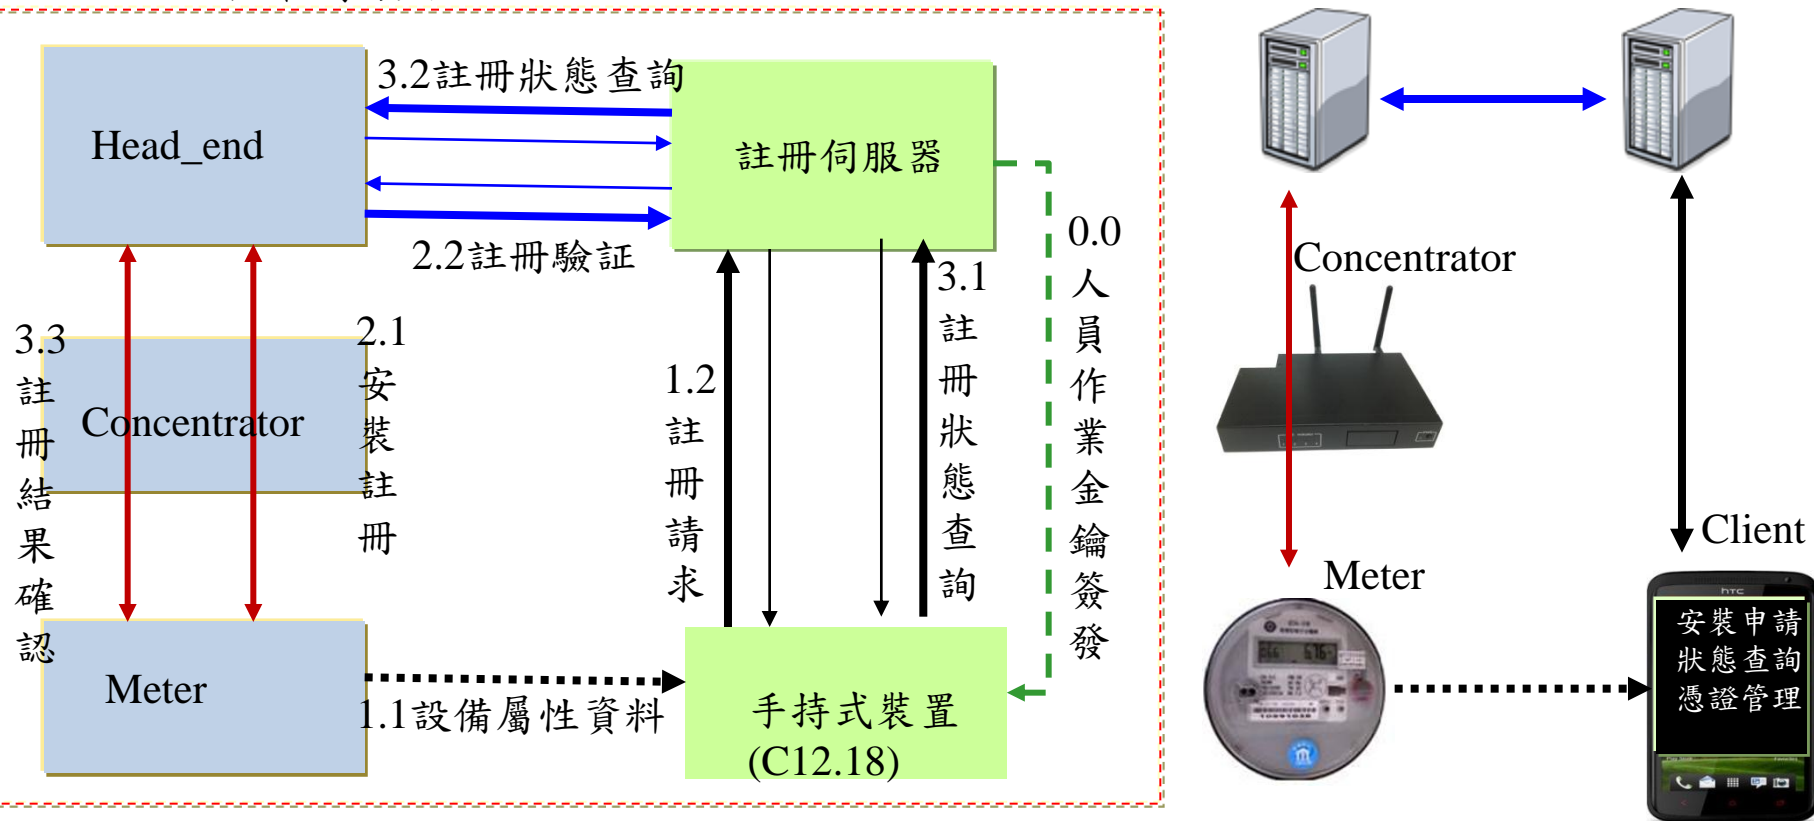 3.2註冊狀態查詢
Head_end
註冊伺服器
2.2註冊驗証
0.0
人員作業金鑰簽發
3.1
註冊狀態查詢
3.3
註冊結果確認
2.1
安裝註冊
1.2
註冊請求
Concentrator
Meter
1.1設備屬性資料
手持式裝置
(C12.18)
Concentrator
Meter
Client
hTC
安裝申請
狀態查詢
憑證管理